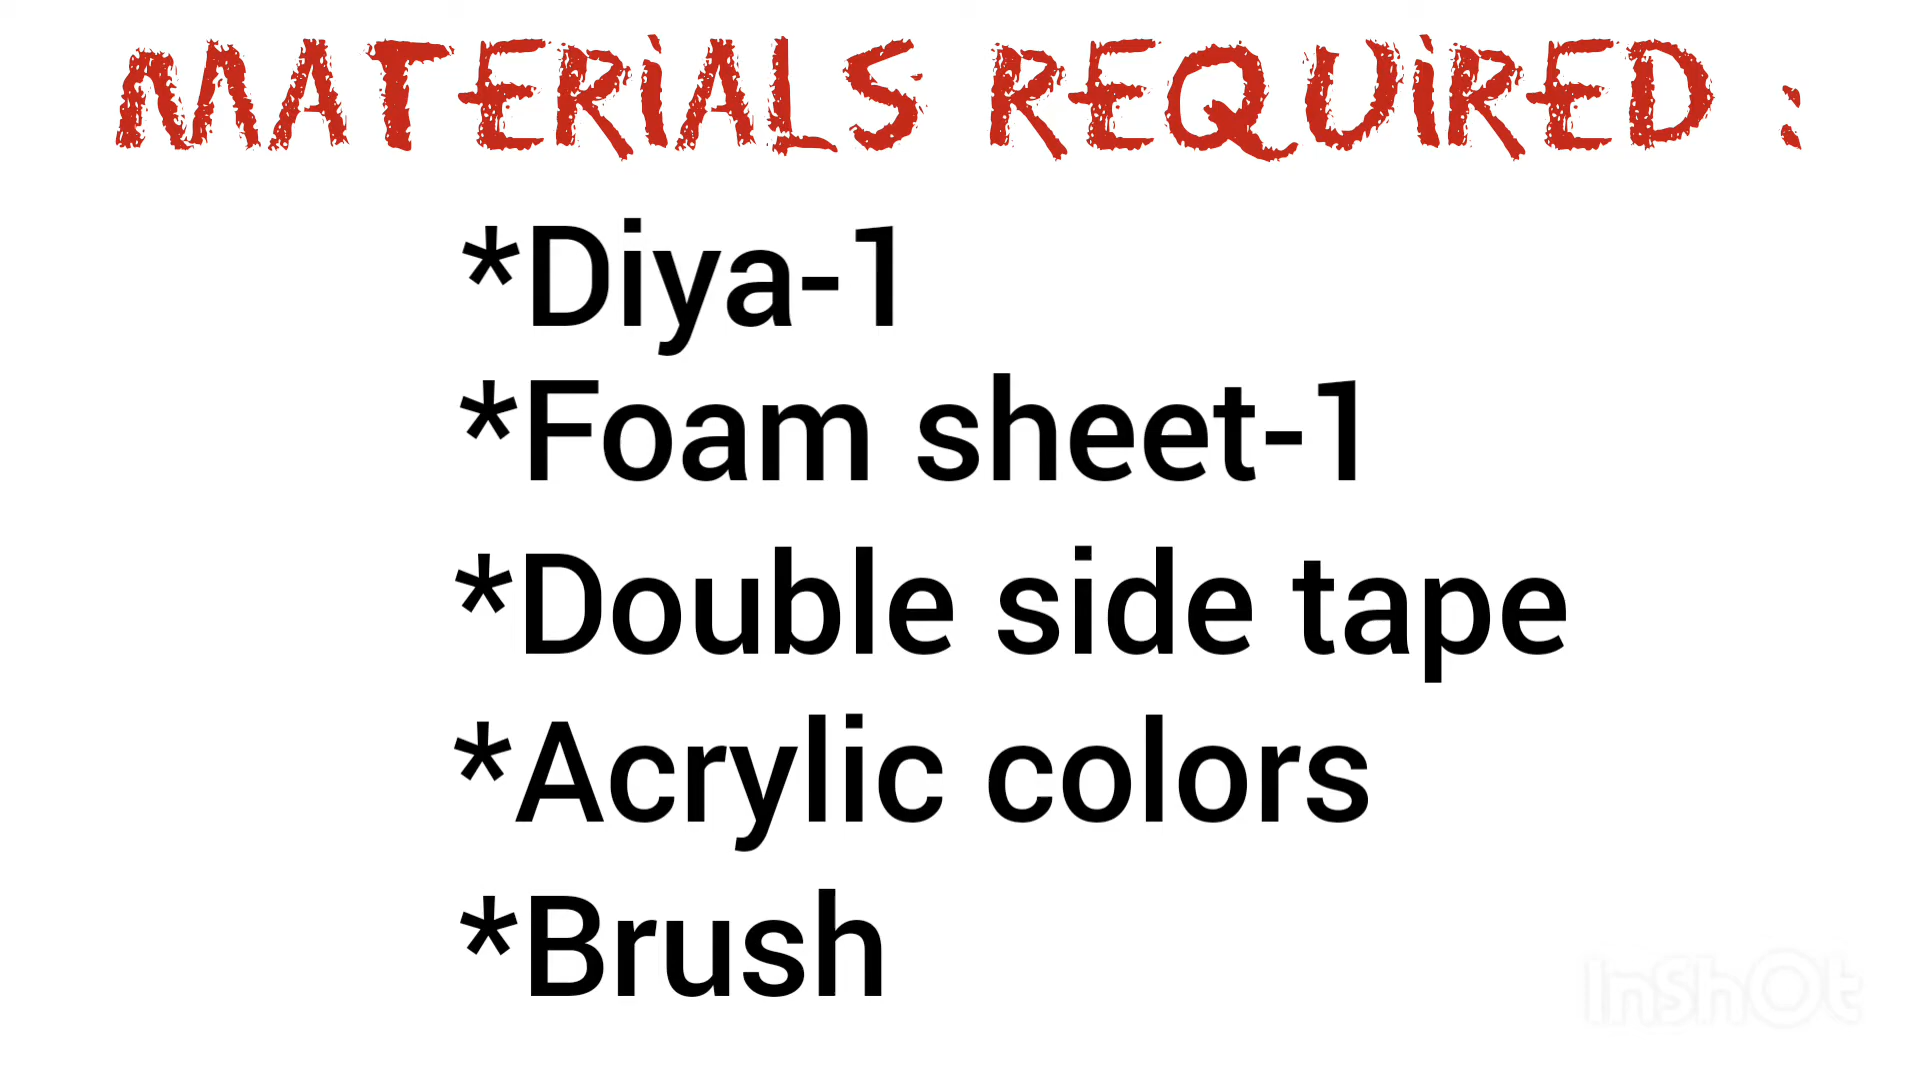 MATERIALS REQUIRED :
*Diya-1
*Foam sheet-1
*Double side tape
*Acrylic colors
*Brush
InShOt